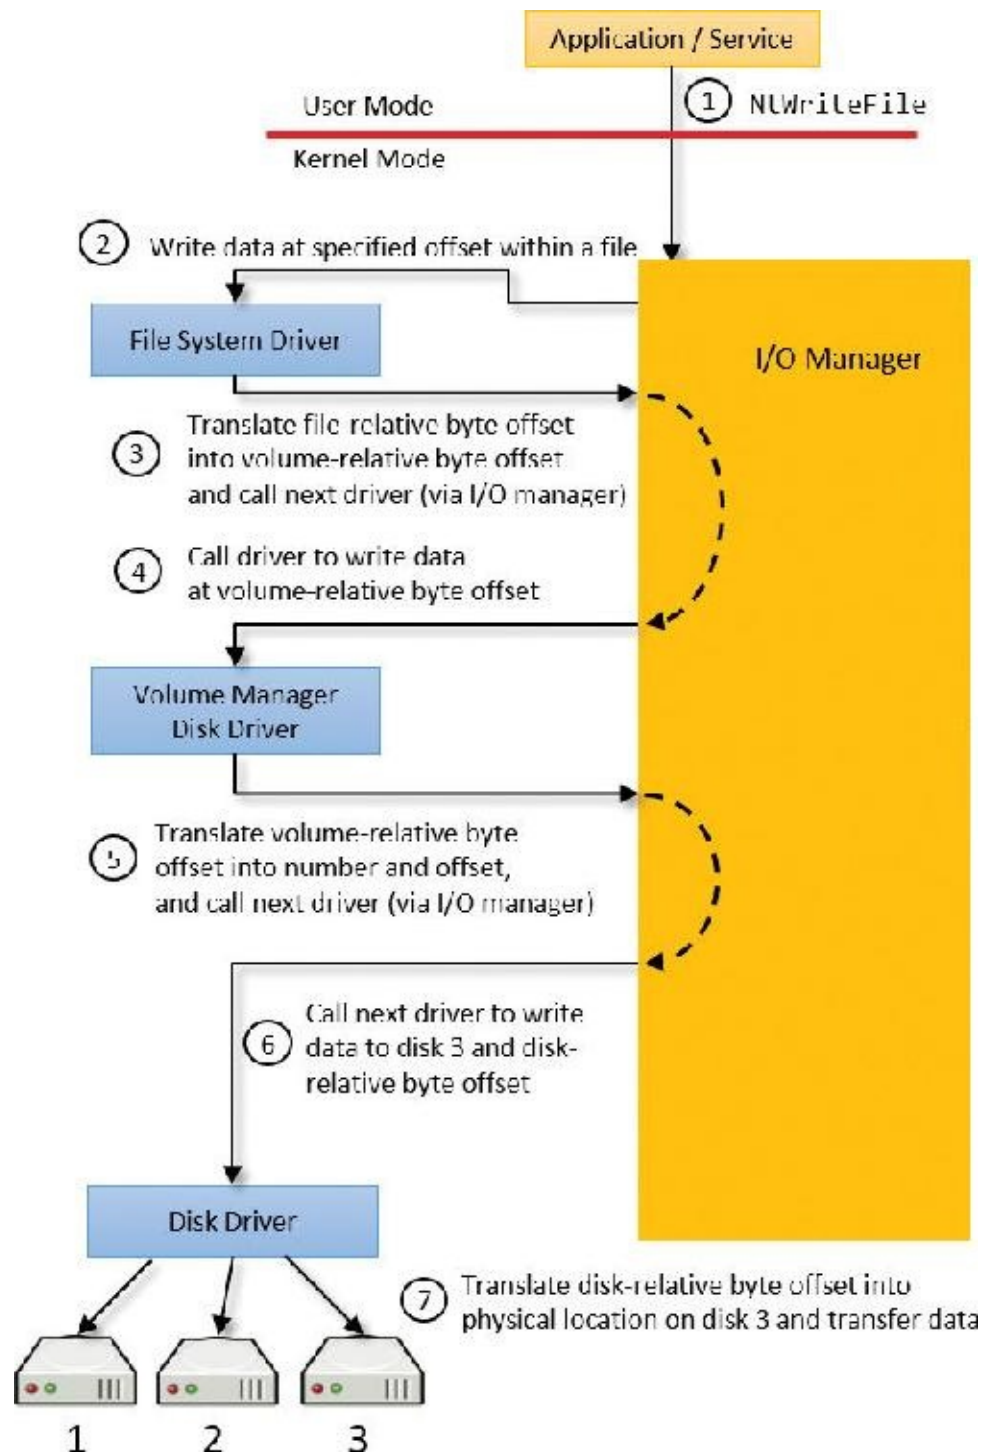 Application / Service
1 NtWriteFile
User Mode
Kernel Mode
2 Write data at specified offset within a file
File System Driver
I/O Manager
3 Translate file-relative byte offset
into volume-relative byte offset
and call next driver (via I/O manager)
4 Call driver to write data
at volume-relative byte offset
Volume Manager
Disk Driver
5 Translate volume-relative byte
offset into number and offset,
and call next driver (via I/O manager)
6 Call next driver to write
data to disk 3 and disk-
relative byte offset
Disk Driver
7 Translate disk-relative byte offset into
physical location on disk 3 and transfer data
1 2 3